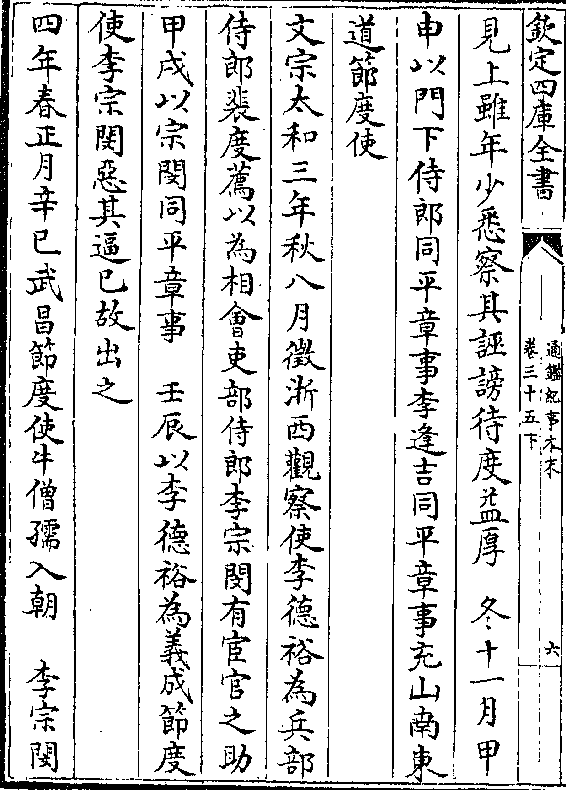 欽定四庫全書
通鑑紀事本末
卷三十五下
六
見上雖年少悉察其誣謗待度益厚　冬十一月甲
申以門下侍郎同平章事李逢吉同平章事充山南東
道節度使
文宗太和三年秋八月徵浙西觀察使李德裕為兵部
侍郎裴度薦以為相會吏部侍郎李宗閔有宦官之助
甲戌以宗閔同平章事　壬辰以李德裕為義成節度
使李宗閔惡其逼已故出之
四年春正月辛巳武昌節度使牛僧孺入朝　李宗閔